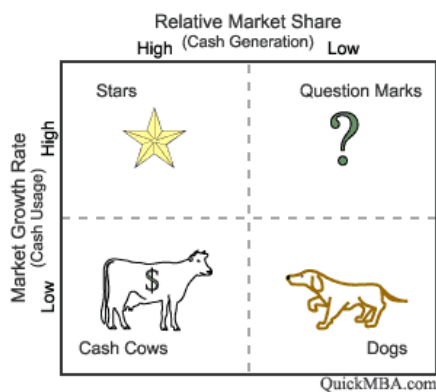 Relative Market Share
(Cash Generation)
High Low
Market Growth Rate
(Cash Usage)
High
Low
Stars
Question Marks
?
$
Cash Cows
Dogs
QuickMBA.com